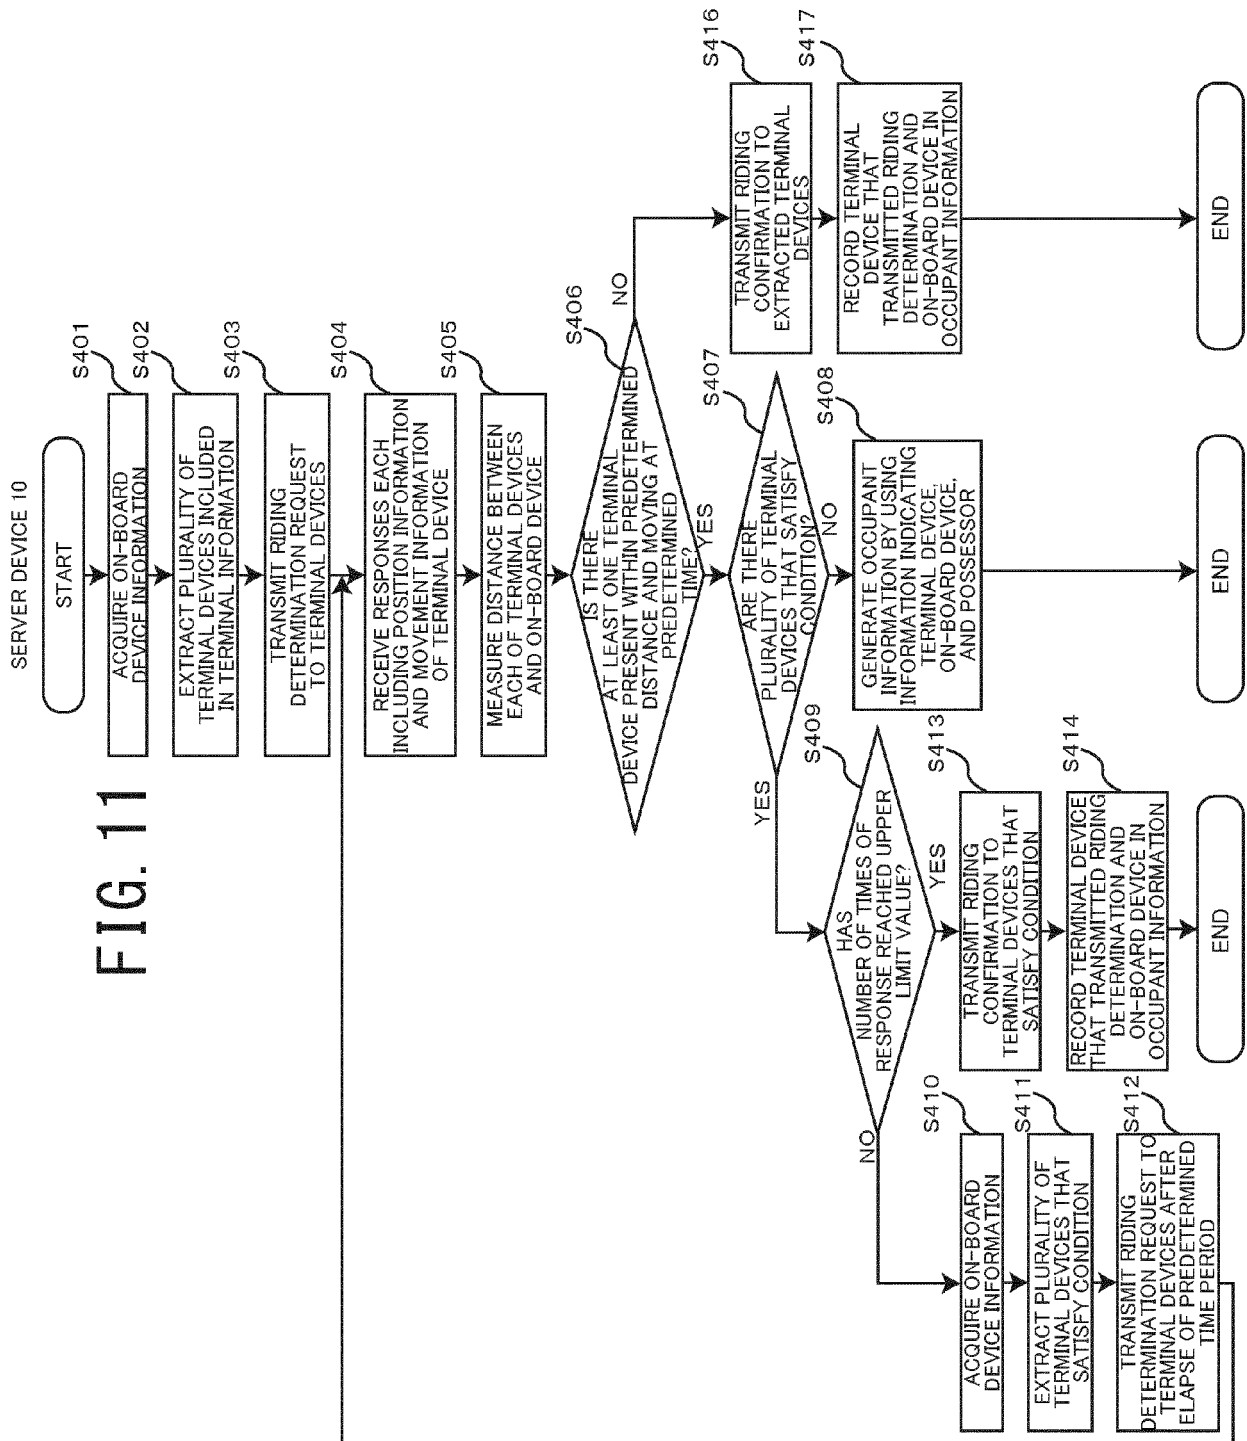 FIG. 11
SERVER DEVICE 10
START
S401
ACQUIRE ON-BOARD
DEVICE INFORMATION
S402
EXTRACT PLURALITY OF
TERMINAL DEVICES INCLUDED
IN TERMINAL INFORMATION
S403
TRANSMIT RIDING
DETERMINATION REQUEST
TO TERMINAL DEVICES
S404
RECEIVE RESPONSES EACH
INCLUDING POSITION INFORMATION
AND MOVEMENT INFORMATION
OF TERMINAL DEVICE
S405
MEASURE DISTANCE BETWEEN
EACH OF TERMINAL DEVICES
AND ON-BOARD DEVICE
S406
IS THERE
AT LEAST ONE TERMINAL
DEVICE PRESENT WITHIN PREDETERMINED
DISTANCE AND MOVING AT
PREDETERMINED
TIME?
NO
YES
S416
TRANSMIT RIDING
CONFIRMATION TO
EXTRACTED TERMINAL
DEVICES
S417
RECORD TERMINAL
DEVICE THAT
TRANSMITTED RIDING
DETERMINATION AND
ON-BOARD DEVICE IN
OCCUPANT INFORMATION
END
S407
ARE THERE
PLURALITY OF TERMINAL
DEVICES THAT SATISFY
CONDITION?
YES
NO
S408
GENERATE OCCUPANT
INFORMATION BY USING
INFORMATION INDICATING
TERMINAL DEVICE,
ON-BOARD DEVICE,
AND POSSESSOR
END
S409
HAS
NUMBER OF TIMES OF
RESPONSE REACHED UPPER
LIMIT VALUE?
NO
YES
S413
TRANSMIT RIDING
CONFIRMATION TO
TERMINAL DEVICES THAT
SATISFY CONDITION
S414
RECORD TERMINAL DEVICE
THAT TRANSMITTED RIDING
DETERMINATION AND
ON-BOARD DEVICE IN
OCCUPANT INFORMATION
END
S410
ACQUIRE ON-BOARD
DEVICE INFORMATION
S411
EXTRACT PLURALITY OF
TERMINAL DEVICES THAT
SATISFY CONDITION
S412
TRANSMIT RIDING
DETERMINATION REQUEST TO
TERMINAL DEVICES AFTER
ELAPSE OF PREDETERMINED
TIME PERIOD